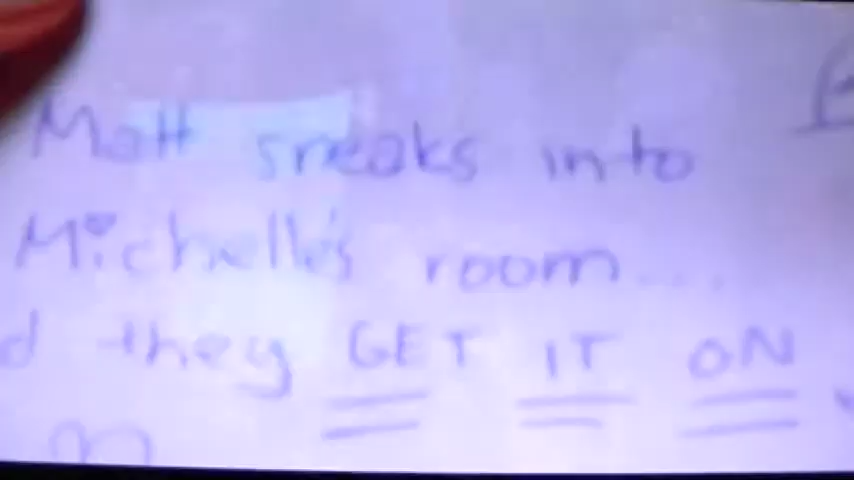 Matt sneaks into
Michelle's room...
d they GET IT ON